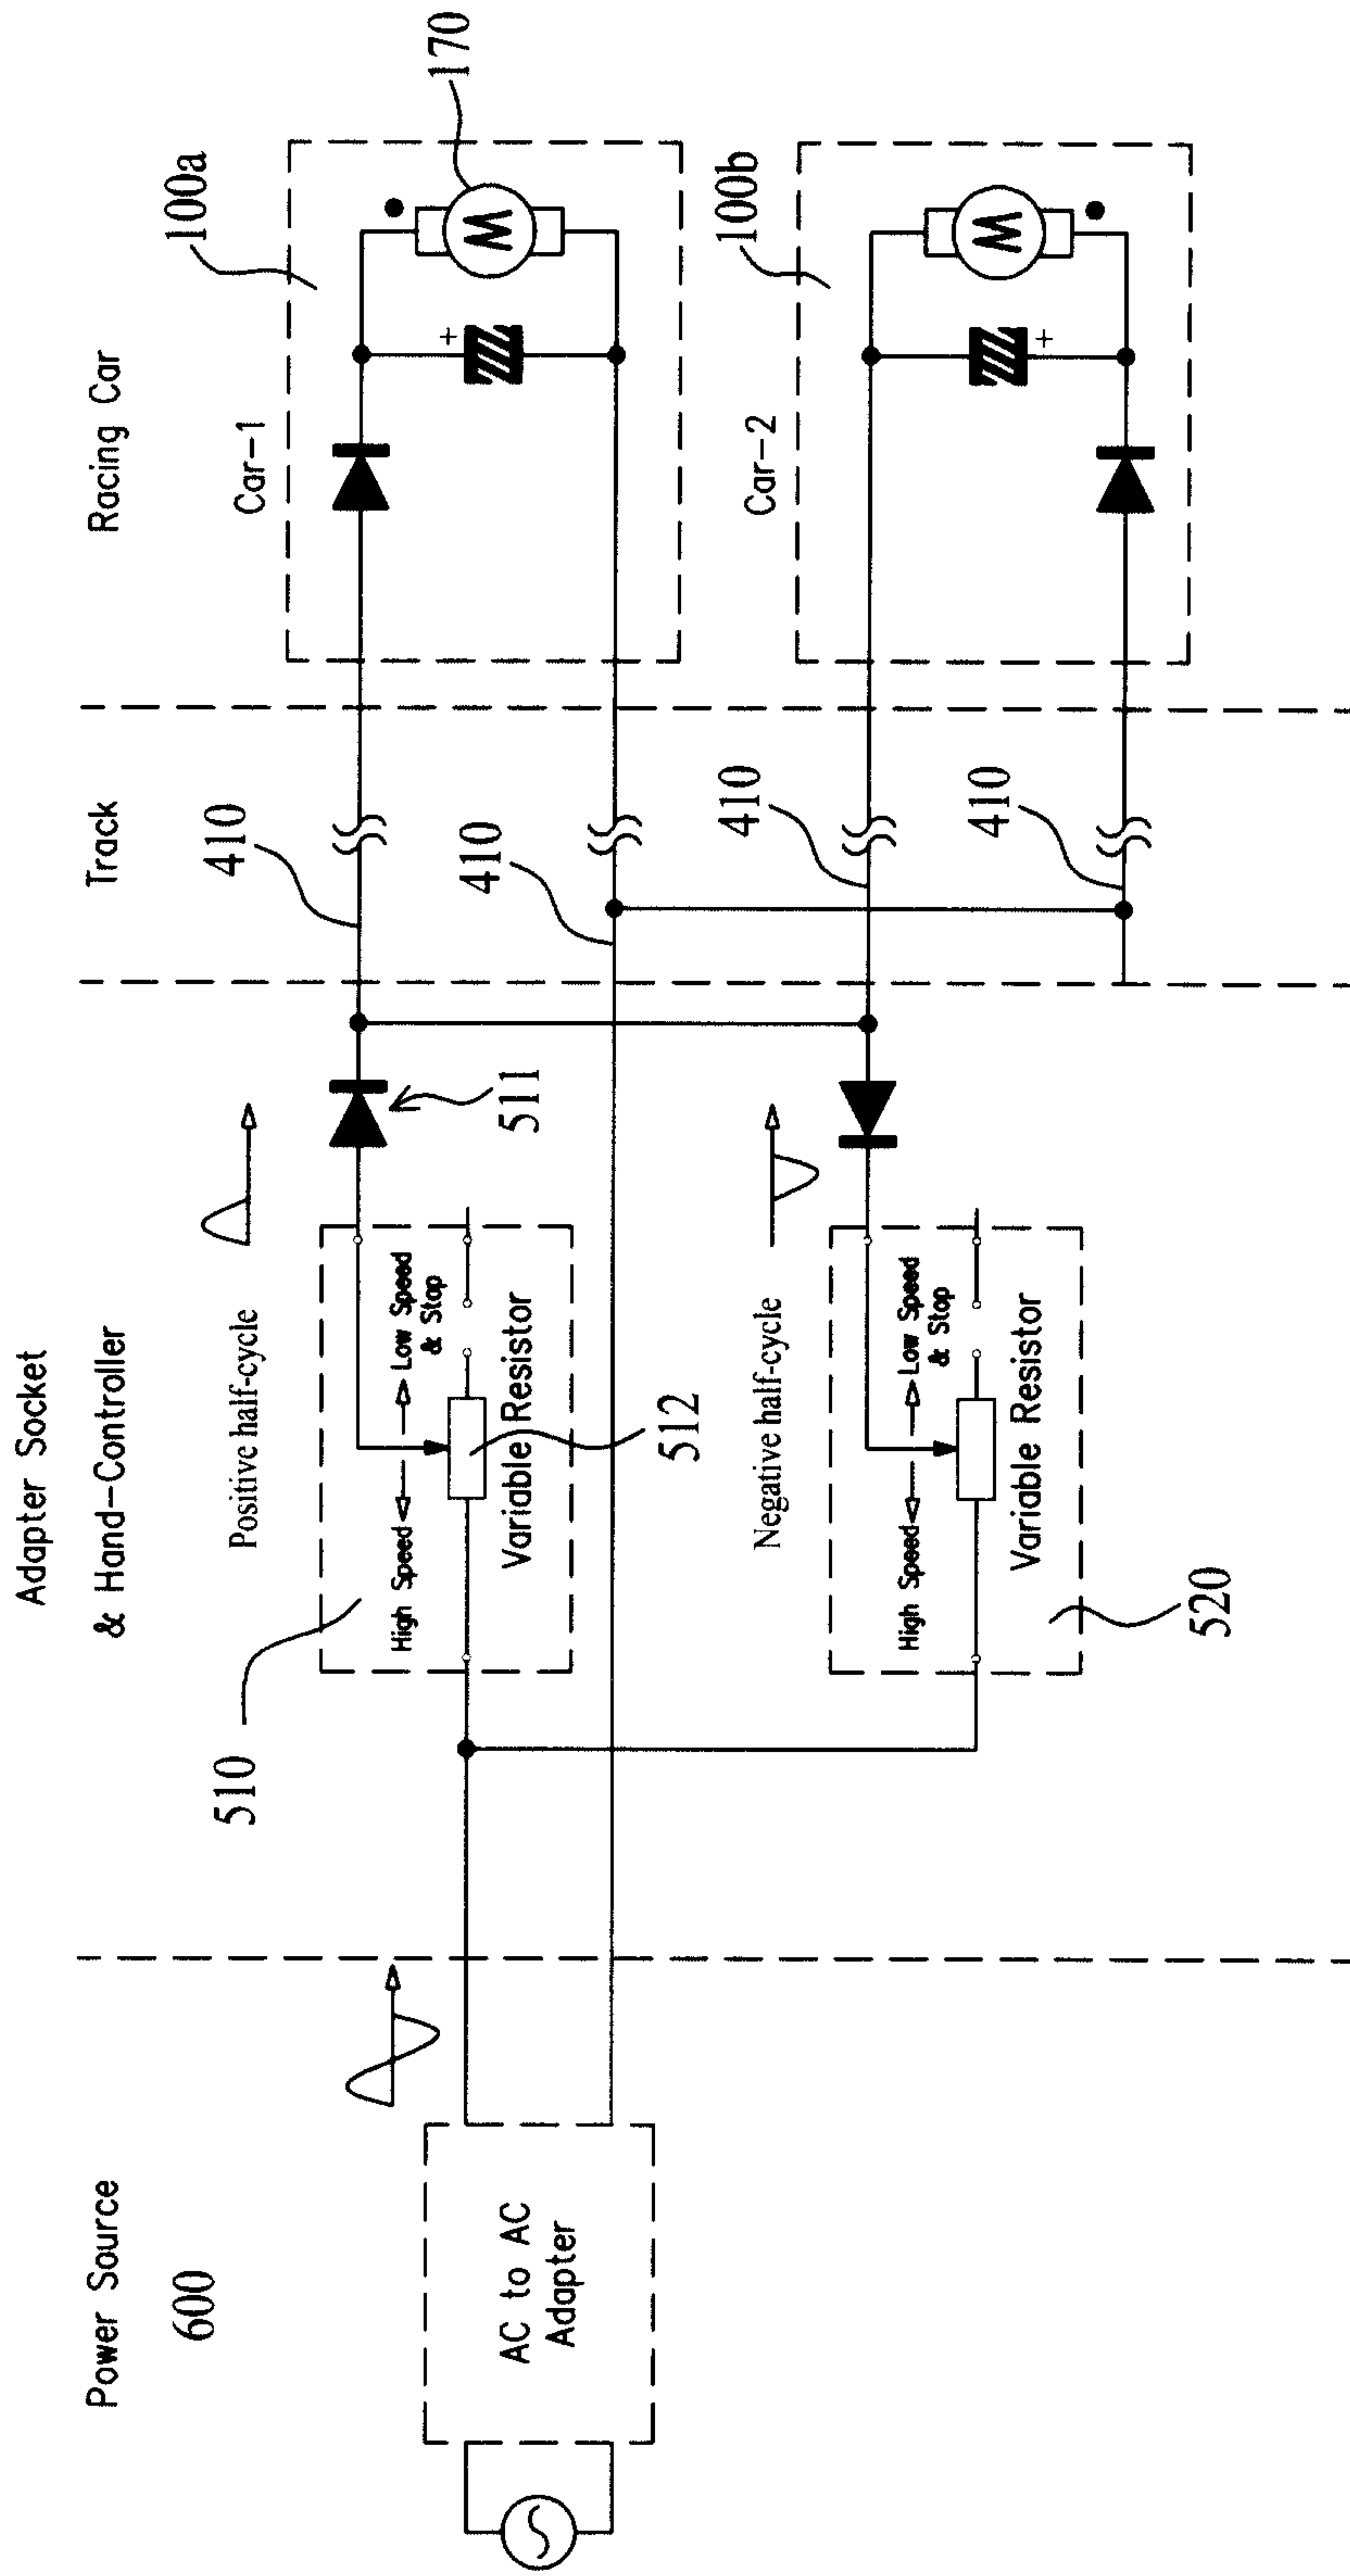 Power Source
600
AC to AC
Adapter
Adapter Socket
& Hand-Controller
510
Positive half-cycle
High Speed
Low Speed
& Stop
Variable Resistor
512
511
Negative half-cycle
High Speed
Low Speed
& Stop
Variable Resistor
520
Track
410
410
410
410
Racing Car
Car-1
100a
+
M
170
Car-2
100b
+
M